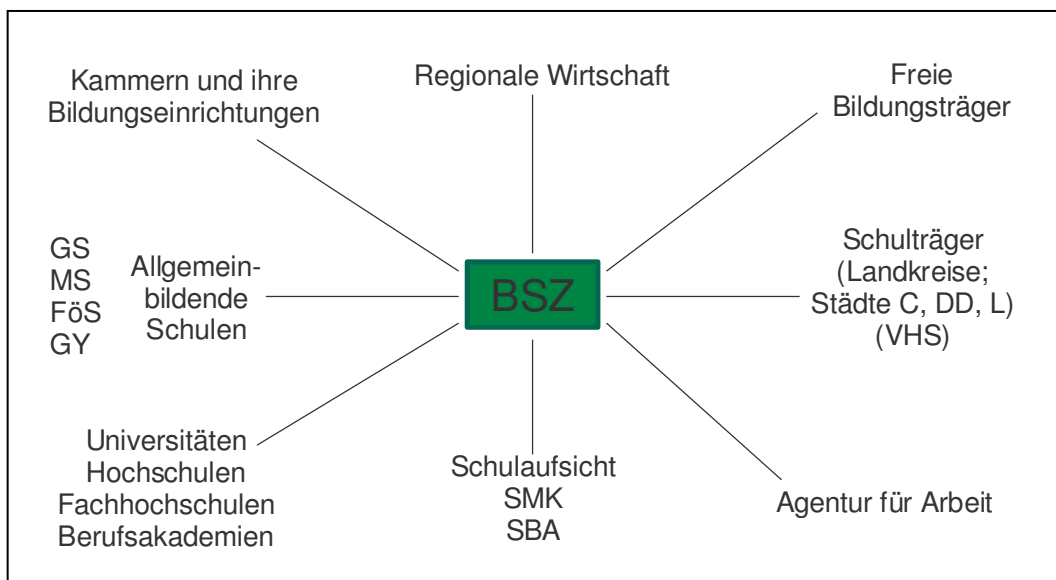 Kammern und ihre
Bildungseinrichtungen
Regionale Wirtschaft
Freie
Bildungsträger
GS
MS
FöS
GY
Allgemein-
bildende
Schulen
BSZ
Schulträger
(Landkreise;
Städte C, DD, L)
(VHS)
Universitäten
Hochschulen
Fachhochschulen
Berufsakademien
Schulaufsicht
SMK
SBA
Agentur für Arbeit